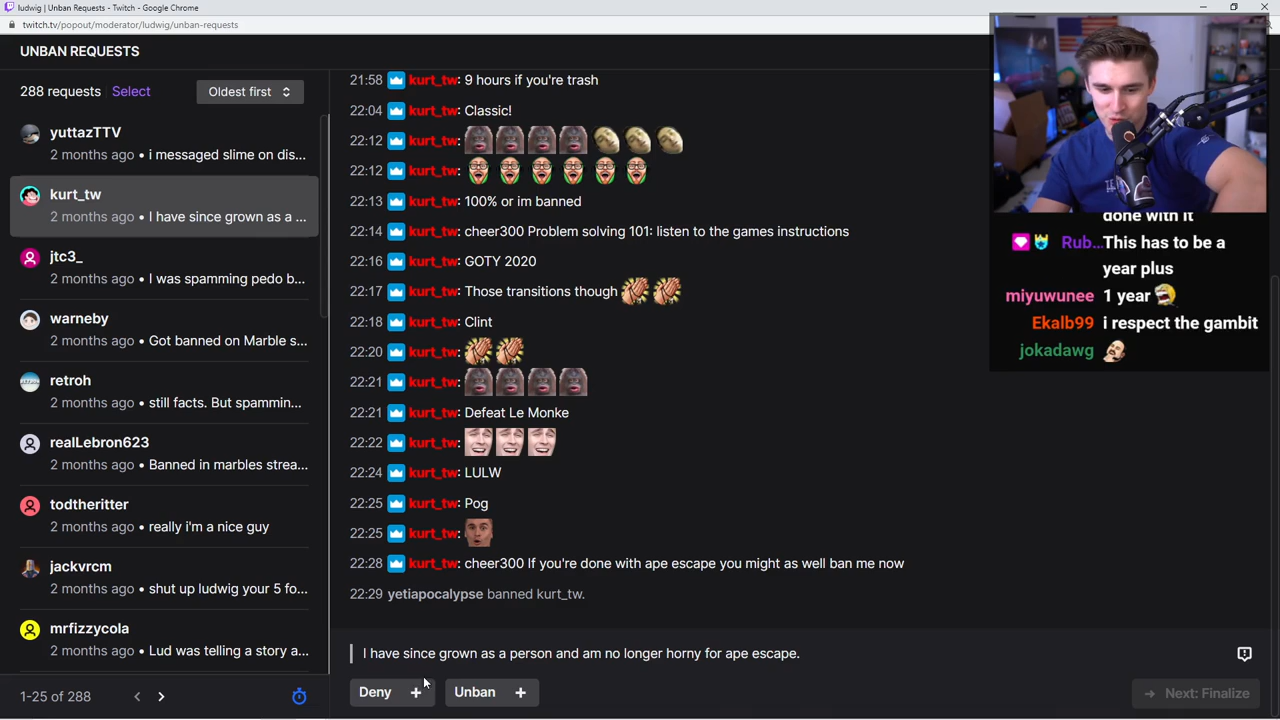 ludwig | Unban Requests - Twitch - Google Chrome
twitch.tv/popout/moderator/ludwig/unban-requests
UNBAN REQUESTS
288 requests Select Oldest first
yuttazTTV
2 months ago • i messaged slime on dis...
kurt_tw
2 months ago • I have since grown as a ...
jtc3_
2 months ago • I was spamming pedo b...
warneby
2 months ago • Got banned on Marble s...
retroh
2 months ago • still facts. But spammin...
realLebron623
2 months ago • Banned in marbles strea...
todtheritter
2 months ago • really i'm a nice guy
jackvrcm
2 months ago • shut up ludwig your 5 fo...
mrfizzycola
2 months ago • Lud was telling a story a...
1-25 of 288
21:58 kurt_tw: 9 hours if you're trash
22:04 kurt_tw: Classic!
22:12 kurt_tw:
22:12 kurt_tw:
22:13 kurt_tw: 100% or im banned
22:14 kurt_tw: cheer300 Problem solving 101: listen to the games instructions
22:16 kurt_tw: GOTY 2020
22:17 kurt_tw: Those transitions though
22:18 kurt_tw: Clint
22:20 kurt_tw:
22:21 kurt_tw:
22:21 kurt_tw: Defeat Le Monke
22:22 kurt_tw:
22:24 kurt_tw: LULW
22:25 kurt_tw: Pog
22:25 kurt_tw:
22:28 kurt_tw: cheer300 If you're done with ape escape you might as well ban me now
22:29 yetiapocalypse banned kurt_tw.
I have since grown as a person and am no longer horny for ape escape.
Deny + Unban + → Next: Finalize
done with it
Rub... This has to be a
year plus
miyuwunee 1 year
Ekalb99 i respect the gambit
jokadawg